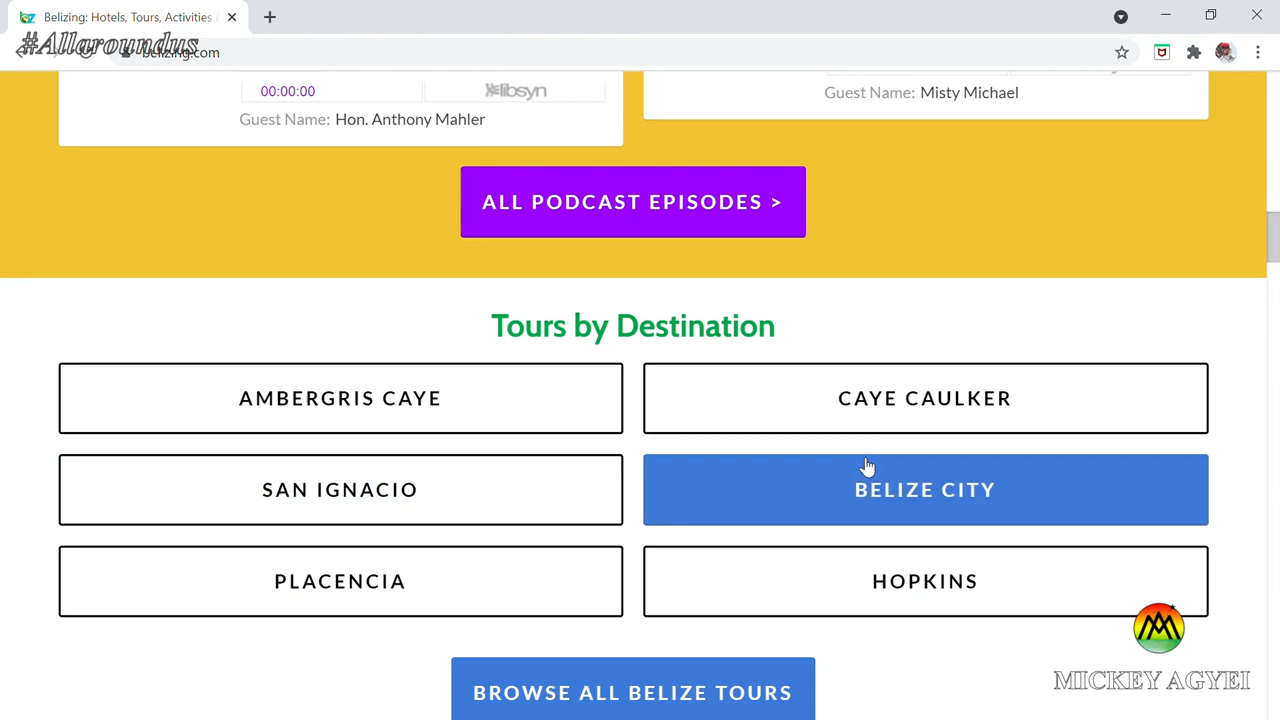 Belizing: Hotels, Tours, Activities
#Allaroundus
belizing.com
00:00:00
libsyn
Guest Name: Hon. Anthony Mahler
Guest Name: Misty Michael
ALL PODCAST EPISODES >
Tours by Destination
AMBERGRIS CAYE
CAYE CAULKER
SAN IGNACIO
BELIZE CITY
PLACENCIA
HOPKINS
BROWSE ALL BELIZE TOURS
MICKEY AGYEI